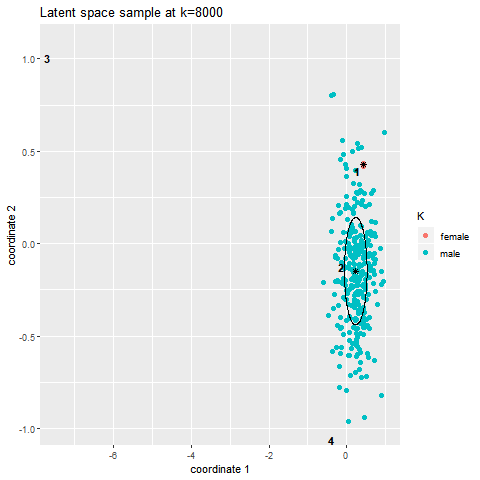 Latent space sample at k=8000
3
1.0
0.5
1
0.0
2
-0.5
-1.0
4
-6
-4
-2
0
coordinate 1
coordinate 2
K
female
male